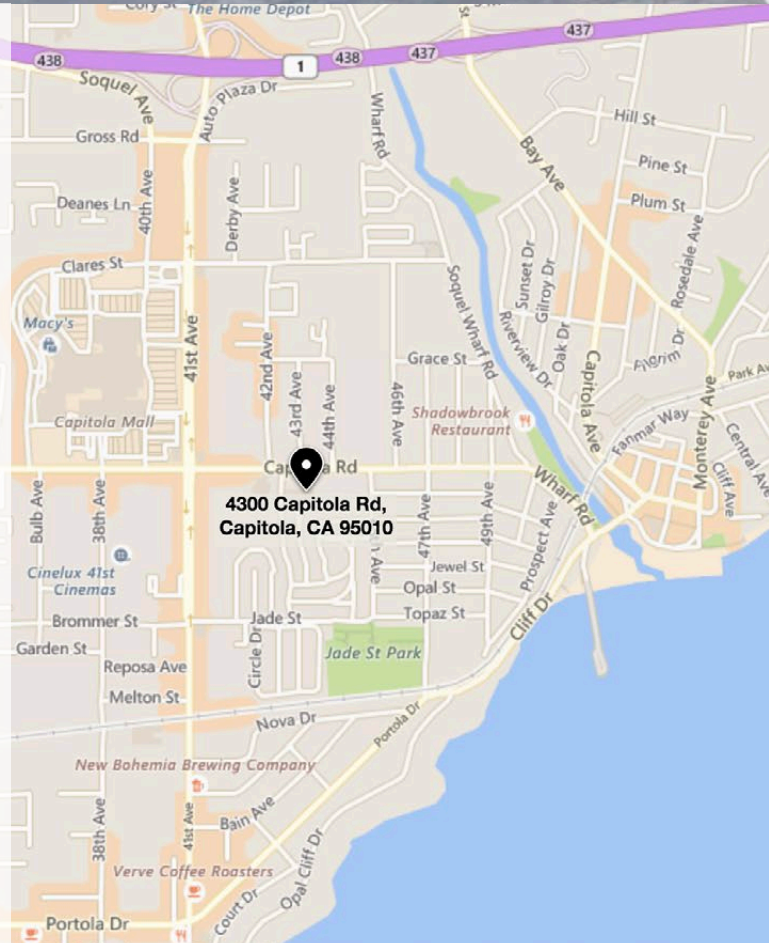 The Home Depot
438
1
438
437
437
Soquel Ave
Auto Plaza Dr
Wharf Rd
Hill St
Gross Rd
Bay Ave
Pine St
Deanes Ln
40th Ave
Derby Ave
Plum St
Rosedale Ave
Clares St
Sunset Dr
Gilroy Dr
Soquel Wharf Rd
Riverview Dr
Oak Dr
Macy's
41st Ave
42nd Ave
Grace St
Pilgrim Dr
Capitola Ave
Park Av
43rd Ave
44th Ave
46th Ave
Shadowbrook
Restaurant
Capitola Mall
Fanmar Way
Monterey Ave
Central Ave
Cliff Ave
Rd
Wharf Rd
4300 Capitola Rd,
Capitola, CA 95010
Bulb Ave
38th Ave
47th Ave
49th Ave
Prospect Ave
Cinelux 41st
Cinemas
Ave
Jewel St
Opal St
Brommer St
Jade St
Topaz St
Cliff Dr
Garden St
Circle Dr
Jade St Park
Reposa Ave
Melton St
Nova Dr
Portola Dr
New Bohemia Brewing Company
38th Ave
41st Ave
Bain Ave
Verve Coffee Roasters
Opal Cliff Dr
Court Dr
Portola Dr